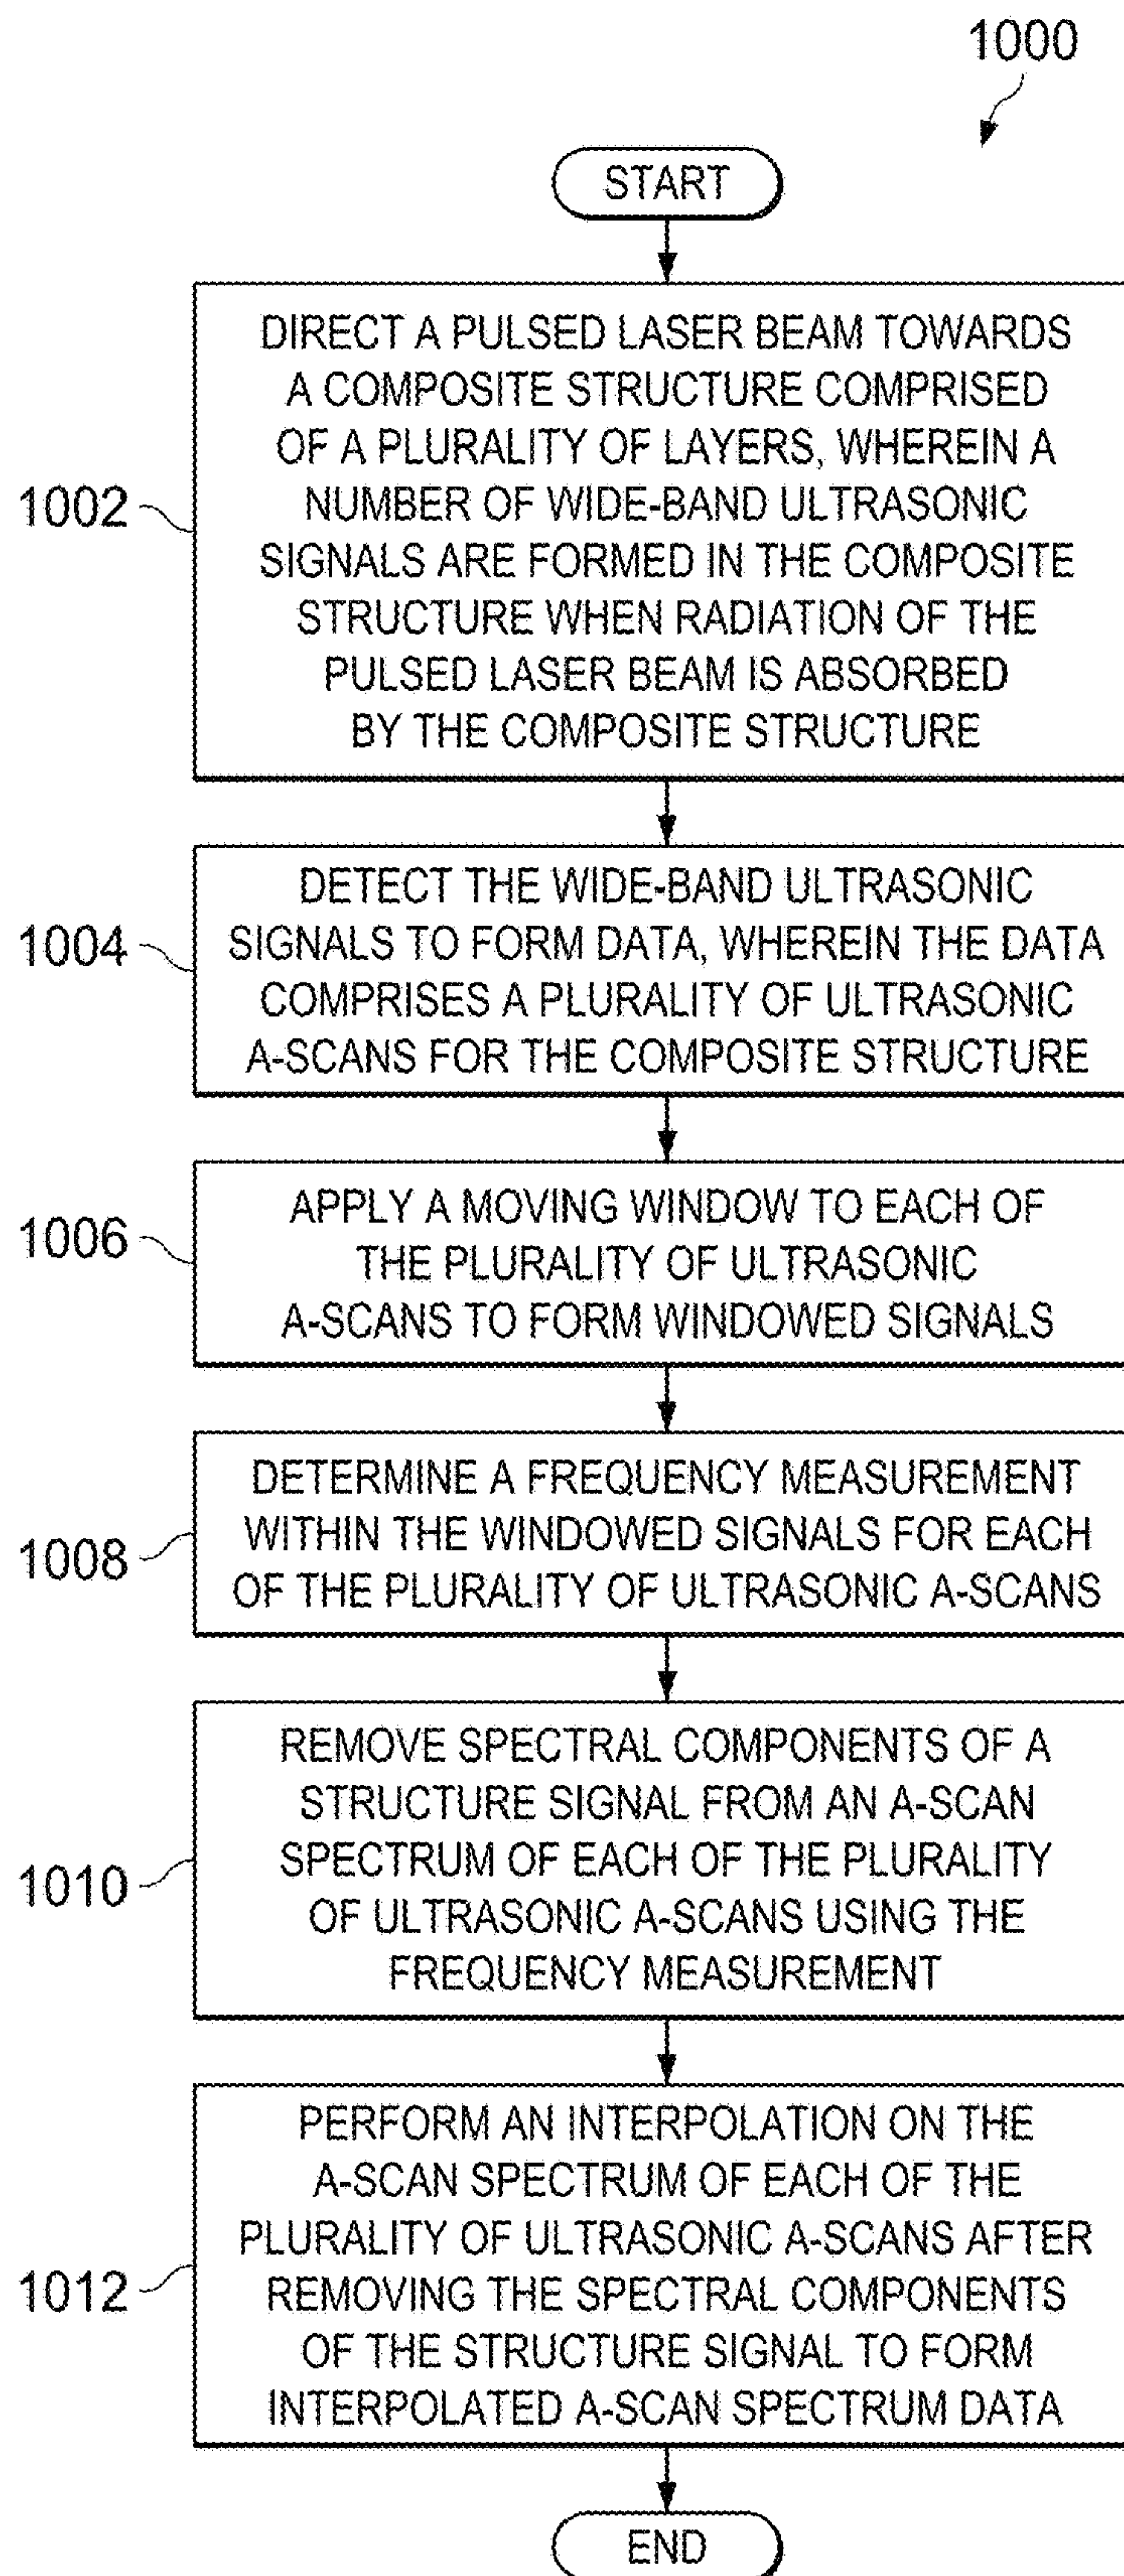 1000
START
1002
DIRECT A PULSED LASER BEAM TOWARDS
A COMPOSITE STRUCTURE COMPRISED
OF A PLURALITY OF LAYERS, WHEREIN A
NUMBER OF WIDE-BAND ULTRASONIC
SIGNALS ARE FORMED IN THE COMPOSITE
STRUCTURE WHEN RADIATION OF THE
PULSED LASER BEAM IS ABSORBED
BY THE COMPOSITE STRUCTURE
1004
DETECT THE WIDE-BAND ULTRASONIC
SIGNALS TO FORM DATA, WHEREIN THE DATA
COMPRISES A PLURALITY OF ULTRASONIC
A-SCANS FOR THE COMPOSITE STRUCTURE
1006
APPLY A MOVING WINDOW TO EACH OF
THE PLURALITY OF ULTRASONIC
A-SCANS TO FORM WINDOWED SIGNALS
1008
DETERMINE A FREQUENCY MEASUREMENT
WITHIN THE WINDOWED SIGNALS FOR EACH
OF THE PLURALITY OF ULTRASONIC A-SCANS
1010
REMOVE SPECTRAL COMPONENTS OF A
STRUCTURE SIGNAL FROM AN A-SCAN
SPECTRUM OF EACH OF THE PLURALITY
OF ULTRASONIC A-SCANS USING THE
FREQUENCY MEASUREMENT
1012
PERFORM AN INTERPOLATION ON THE
A-SCAN SPECTRUM OF EACH OF THE
PLURALITY OF ULTRASONIC A-SCANS AFTER
REMOVING THE SPECTRAL COMPONENTS
OF THE STRUCTURE SIGNAL TO FORM
INTERPOLATED A-SCAN SPECTRUM DATA
END